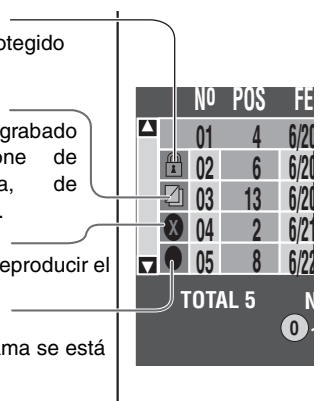 otegido
grabado
one de
a, de
.
eproducir el
ama se está
Nº POS FE
01 4 6/20
02 6 6/20
03 13 6/20
X 04 2 6/21
05 8 6/22
TOTAL 5 N
0